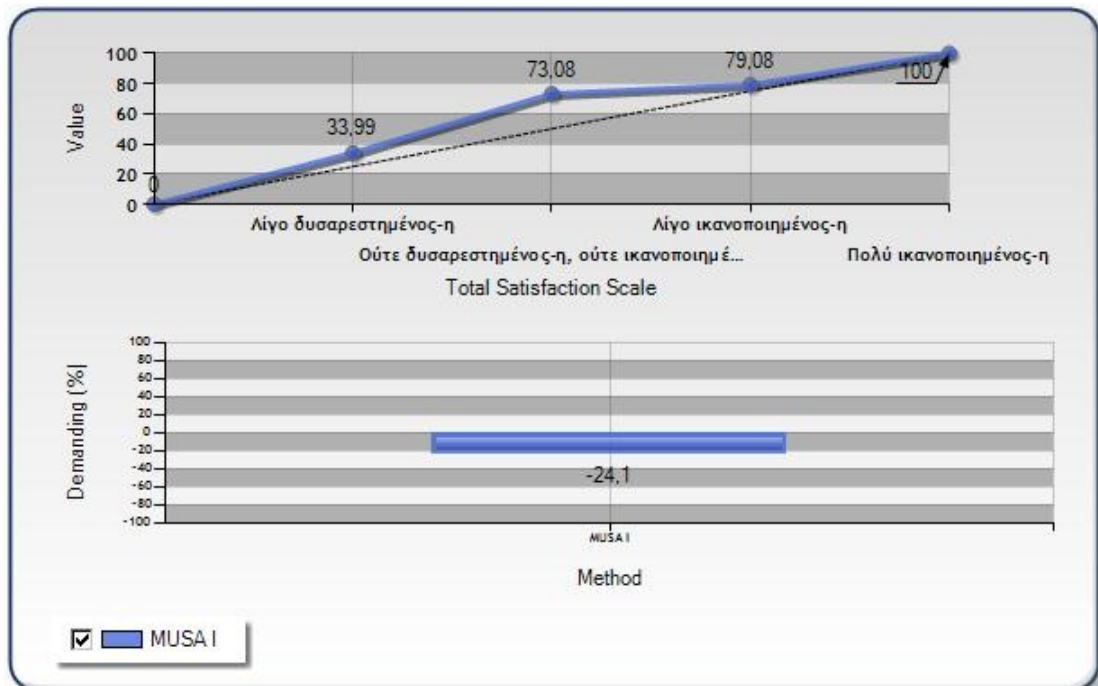 100
80
60
40
20
0
Value
0
33,99
73,08
79,08
100
Λίγο δυσαρεστημένος-η
Λίγο ικανοποιημένος-η
Ούτε δυσαρεστημένος-η, ούτε ικανοποιημέ...
Πολύ ικανοποιημένος-η
Total Satisfaction Scale
100
80
60
40
20
0
-20
-40
-60
-80
-100
Demanding (%)
-24,1
MUSA I
Method
MUSA I